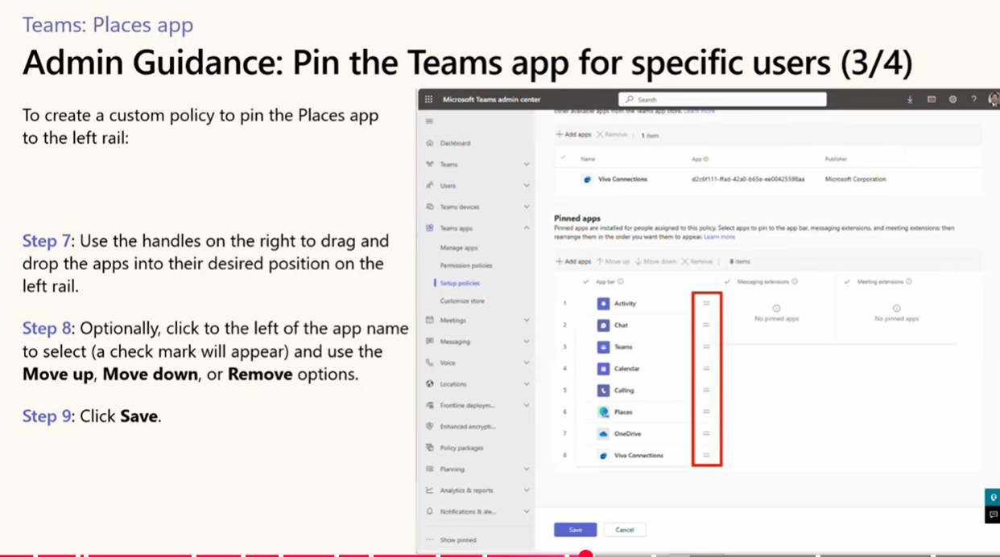 Teams: Places app
Admin Guidance: Pin the Teams app for specific users (3/4)
To create a custom policy to pin the Places app
to the left rail:
Step 7: Use the handles on the right to drag and
drop the apps into their desired position on the
left rail.
Step 8: Optionally, click to the left of the app name
to select (a check mark will appear) and use the
Move up, Move down, or Remove options.
Step 9: Click Save.
Microsoft Teams admin center
Search
Dashboard
Teams
Users
Teams devices
Teams apps
Manage apps
Permission policies
Setup policies
Customize store
Meetings
Messaging
Voice
Locations
Frontline deploym...
Enhanced encrypti...
Policy packages
Planning
Analytics & reports
Notifications & ale...
Show pinned
other available apps from the Teams app store. Learn more
Add apps Remove 1 item
Name App ID Publisher
Viva Connections d2c6f111-ffad-42a0-b65e-ee00425598aa Microsoft Corporation
Pinned apps
Pinned apps are installed for people assigned to this policy. Select apps to pin to the app bar, messaging extensions, and meeting extensions; then
rearrange them in the order you want them to appear. Learn more
Add apps Move up Move down Remove 8 items
App bar Messaging extensions Meeting extensions
1 Activity
2 Chat
3 Teams
4 Calendar
5 Calling
6 Places
7 OneDrive
8 Viva Connections
No pinned apps No pinned apps
Save Cancel